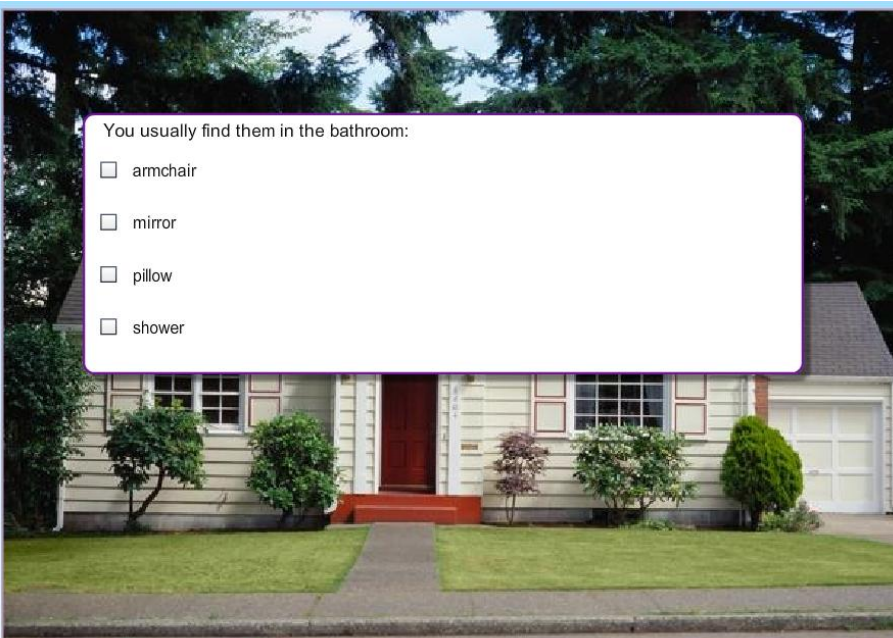 You usually find them in the bathroom:
armchair
mirror
pillow
shower